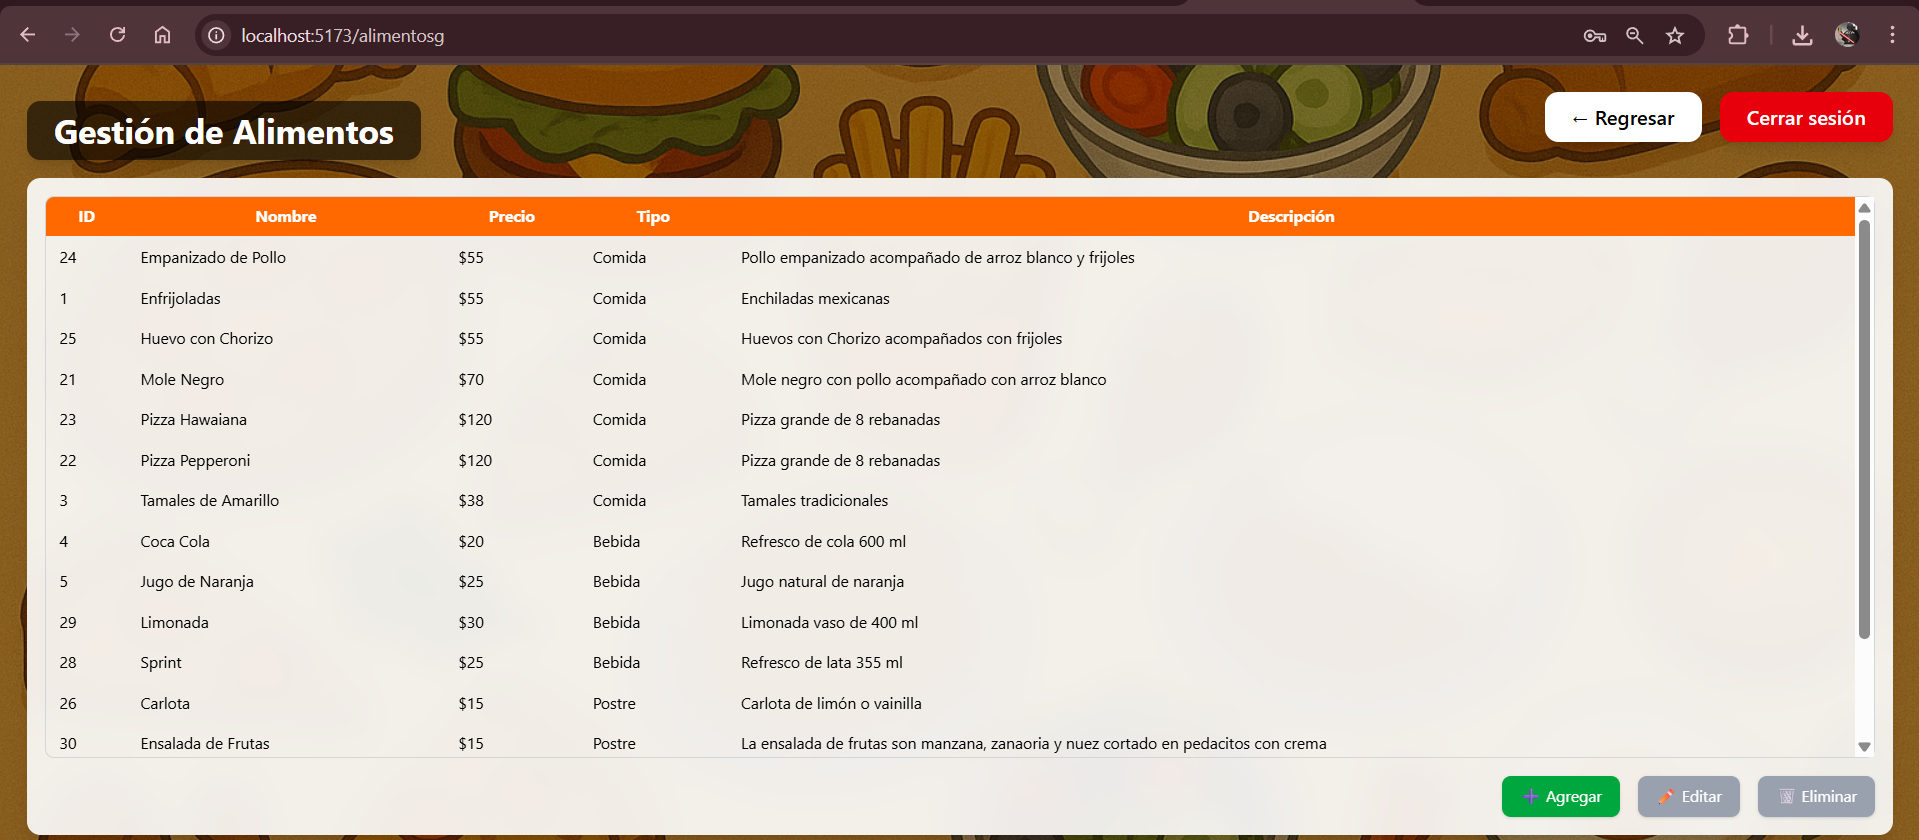 localhost:5173/alimentosg
Gestión de Alimentos
← Regresar
Cerrar sesión
ID Nombre Precio Tipo Descripción
24 Empanizado de Pollo $55 Comida Pollo empanizado acompañado de arroz blanco y frijoles
1 Enfrijoladas $55 Comida Enchiladas mexicanas
25 Huevo con Chorizo $55 Comida Huevos con Chorizo acompañados con frijoles
21 Mole Negro $70 Comida Mole negro con pollo acompañado con arroz blanco
23 Pizza Hawaiana $120 Comida Pizza grande de 8 rebanadas
22 Pizza Pepperoni $120 Comida Pizza grande de 8 rebanadas
3 Tamales de Amarillo $38 Comida Tamales tradicionales
4 Coca Cola $20 Bebida Refresco de cola 600 ml
5 Jugo de Naranja $25 Bebida Jugo natural de naranja
29 Limonada $30 Bebida Limonada vaso de 400 ml
28 Sprint $25 Bebida Refresco de lata 355 ml
26 Carlota $15 Postre Carlota de limón o vainilla
30 Ensalada de Frutas $15 Postre La ensalada de frutas son manzana, zanaoria y nuez cortado en pedacitos con crema
Agregar
Editar
Eliminar